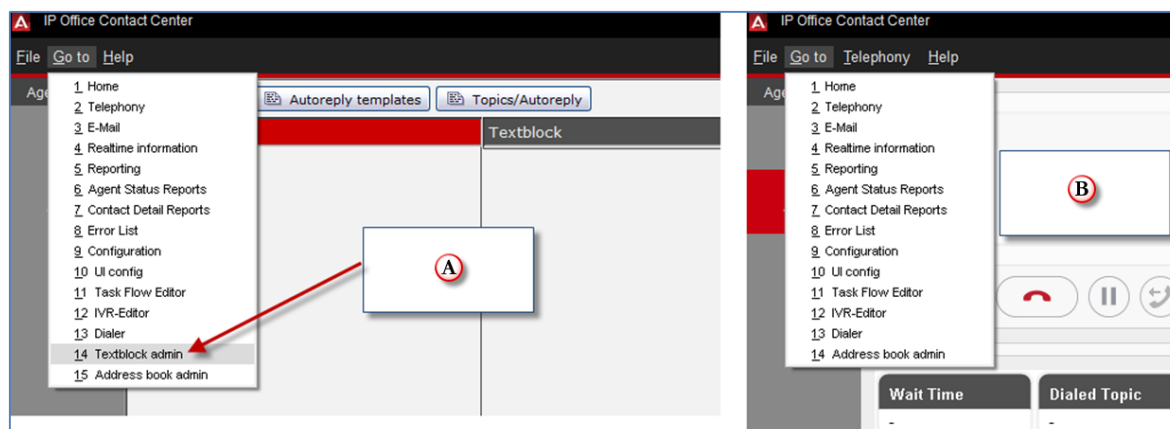 IP Office Contact Center
File Go to Help
Age
1 Home
2 Telephony
3 E-Mail
4 Realtime information
5 Reporting
6 Agent Status Reports
7 Contact Detail Reports
8 Error List
9 Configuration
10 UI config
11 Task Flow Editor
12 IVR-Editor
13 Dialer
14 Textblock admin
15 Address book admin
Autoreply templates
Topics/Autoreply
Textblock
A
IP Office Contact Center
File Go to Telephony Help
Age
1 Home
2 Telephony
3 E-Mail
4 Realtime information
5 Reporting
6 Agent Status Reports
7 Contact Detail Reports
8 Error List
9 Configuration
10 UI config
11 Task Flow Editor
12 IVR-Editor
13 Dialer
14 Address book admin
B
Wait Time
Dialed Topic
-
-